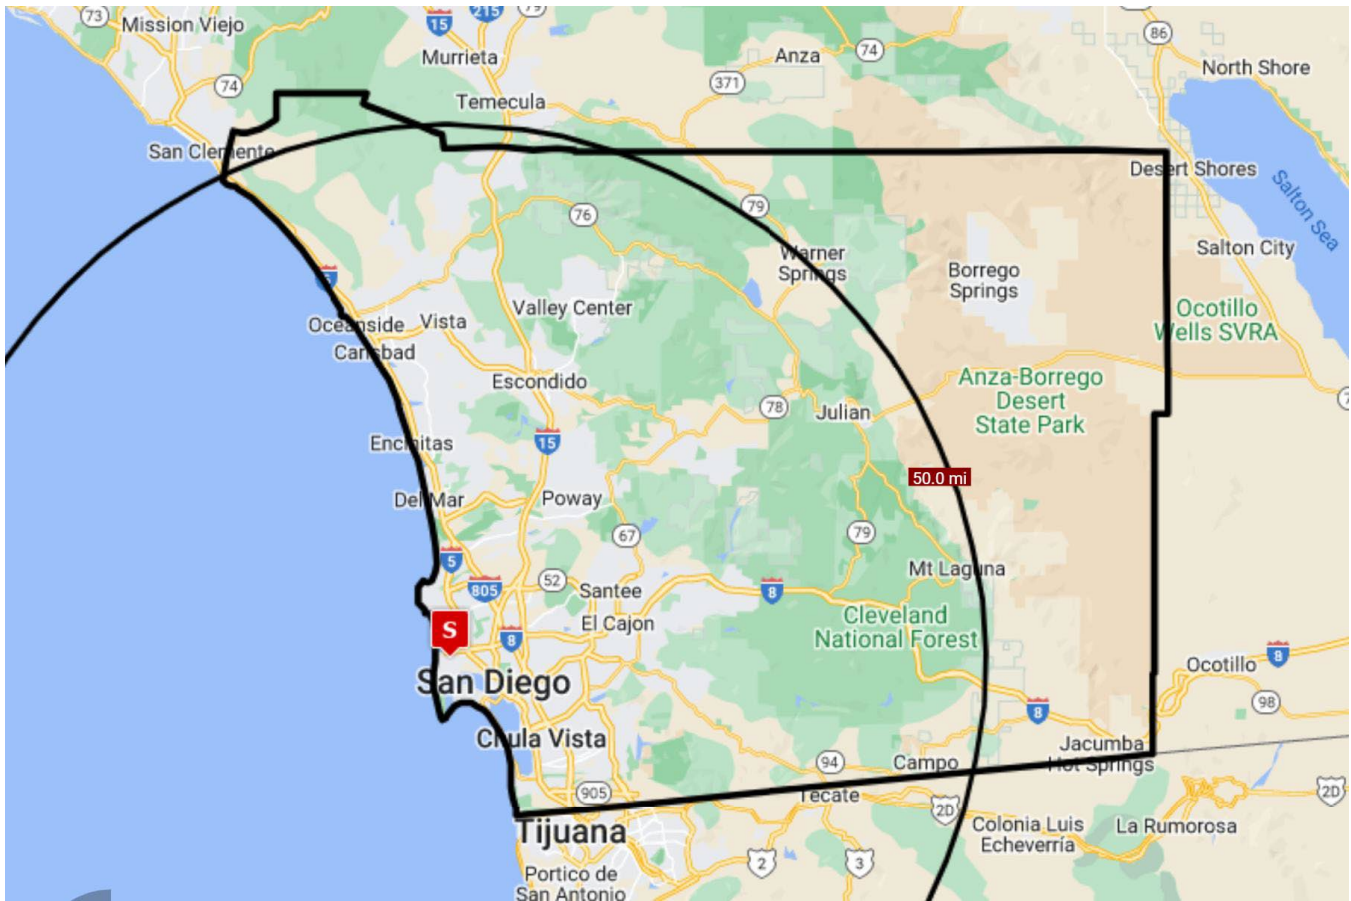 73
Mission Viejo
15
215
79
Murrieta
74
Anza
86
North Shore
74
371
Temecula
San Clemente
Desert Shores
Salton Sea
79
76
Warner
Springs
Salton City
Borrego
Springs
5
Valley Center
Ocotillo
Wells SVRA
Oceanside
Vista
Carlsbad
Escondido
Anza-Borrego
Desert
State Park
78
Julian
Encinitas
15
50.0 mi
Del Mar
Poway
67
79
5
Mt Laguna
52
805
Santee
8
S
El Cajon
8
Cleveland
National Forest
Ocotillo
8
San Diego
98
8
Chula Vista
Jacumba
Hot Springs
94
Campo
905
Tecate
2D
2D
Tijuana
Colonia Luis
Echeverría
La Rumorosa
2
3
Portico de
San Antonio